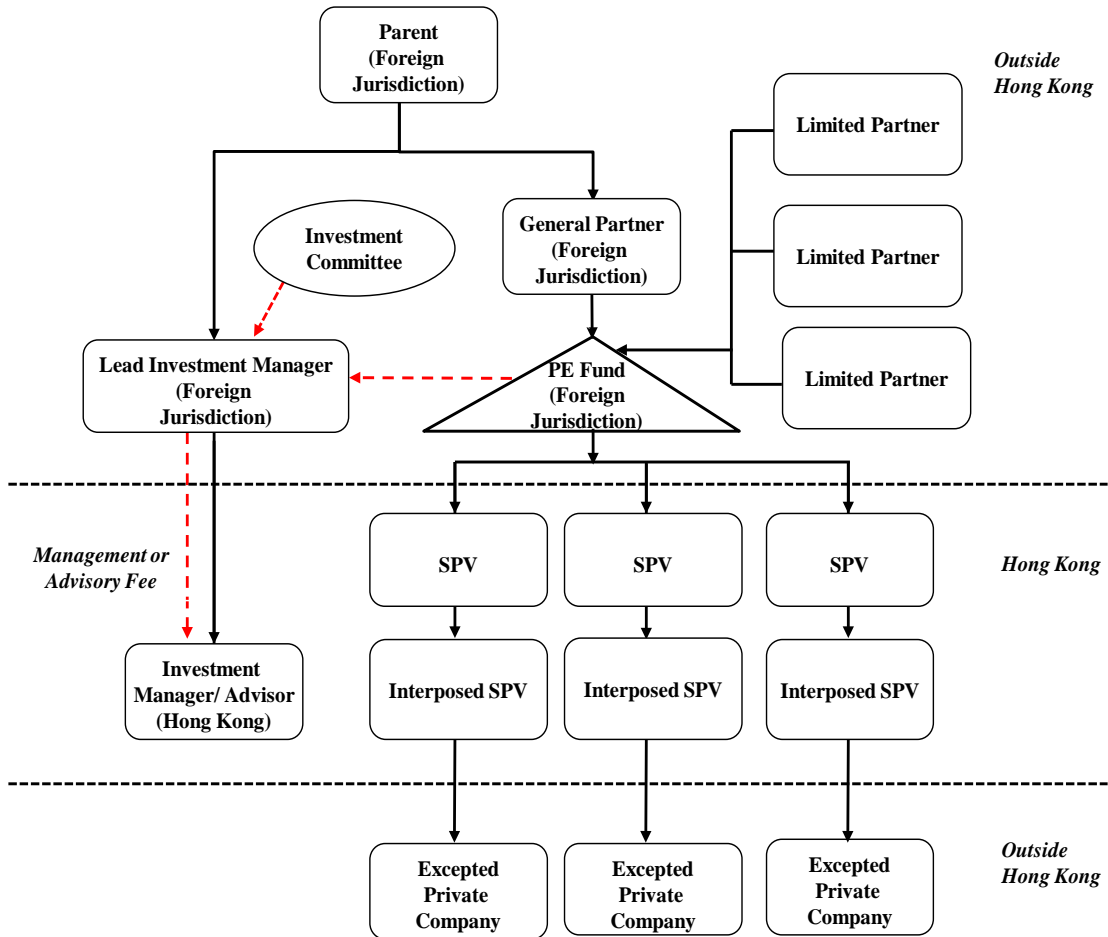 Parent
(Foreign
Jurisdiction)
Outside
Hong Kong
Limited Partner
General Partner
(Foreign
Jurisdiction)
Investment
Committee
Limited Partner
Lead Investment Manager
(Foreign
Jurisdiction)
PE Fund
(Foreign
Jurisdiction)
Limited Partner
Management or
Advisory Fee
SPV
SPV
SPV
Hong Kong
Investment
Manager/ Advisor
(Hong Kong)
Interposed SPV
Interposed SPV
Interposed SPV
Excepted
Private
Company
Excepted
Private
Company
Excepted
Private
Company
Outside
Hong Kong